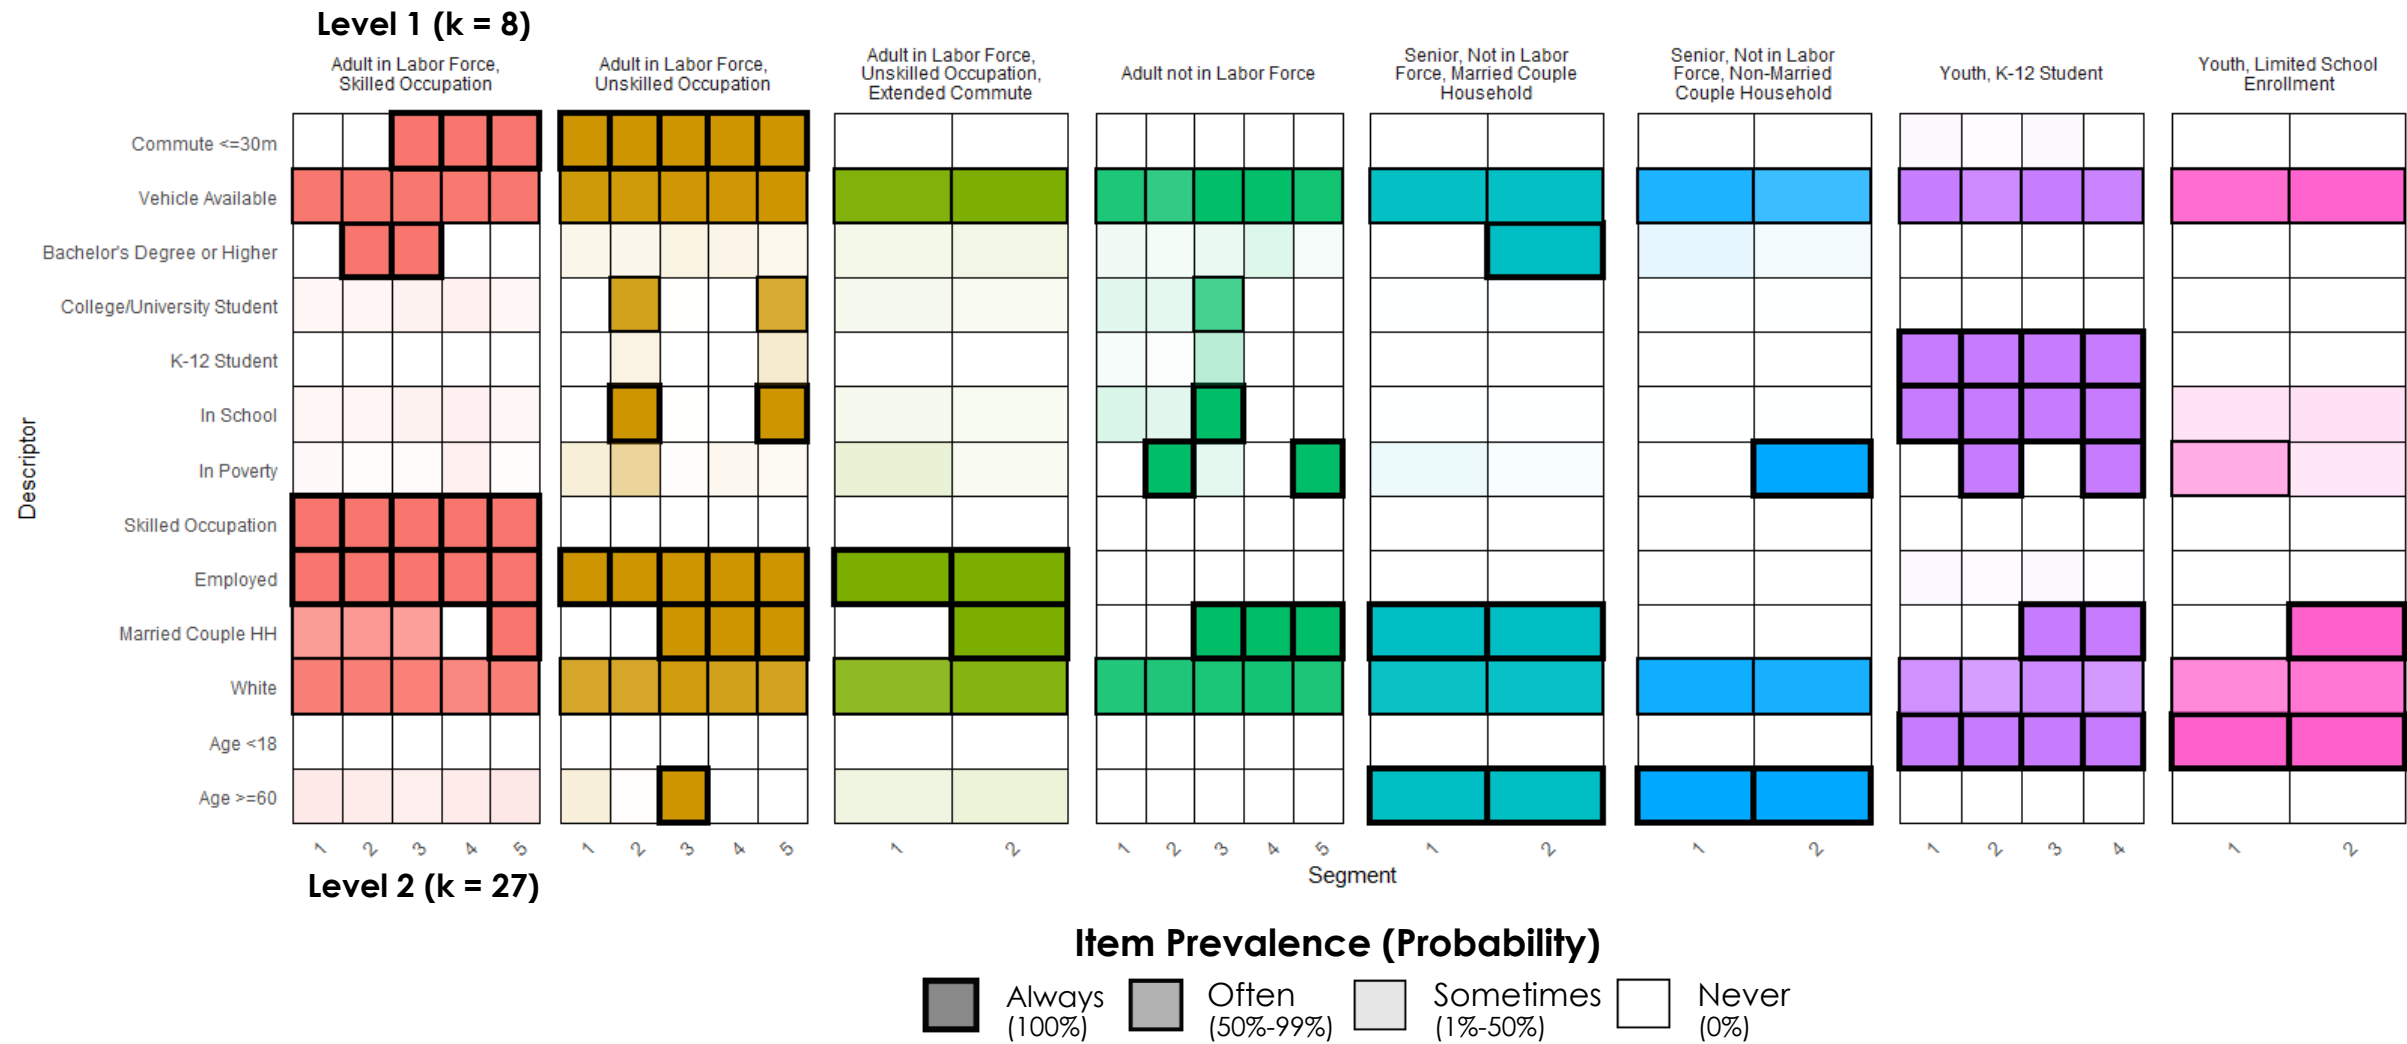 Level 1 (k = 8)
Adult in Labor Force,
Skilled Occupation
Adult in Labor Force,
Unskilled Occupation
Adult in Labor Force,
Unskilled Occupation,
Extended Commute
Adult not in Labor Force
Senior, Not in Labor
Force, Married Couple
Household
Senior, Not in Labor
Force, Non-Married
Couple Household
Youth, K-12 Student
Youth, Limited School
Enrollment
Descriptor
Commute <=30m
Vehicle Available
Bachelor's Degree or Higher
College/University Student
K-12 Student
In School
In Poverty
Skilled Occupation
Employed
Married Couple HH
White
Age <18
Age >=60
1 2 3 4 5 1 2 3 4 5 1 2 1 2 3 4 5 1 2 1 2 1 2 3 4 1 2
Segment
Level 2 (k = 27)
Item Prevalence (Probability)
Always
(100%)
Often
(50%-99%)
Sometimes
(1%-50%)
Never
(0%)